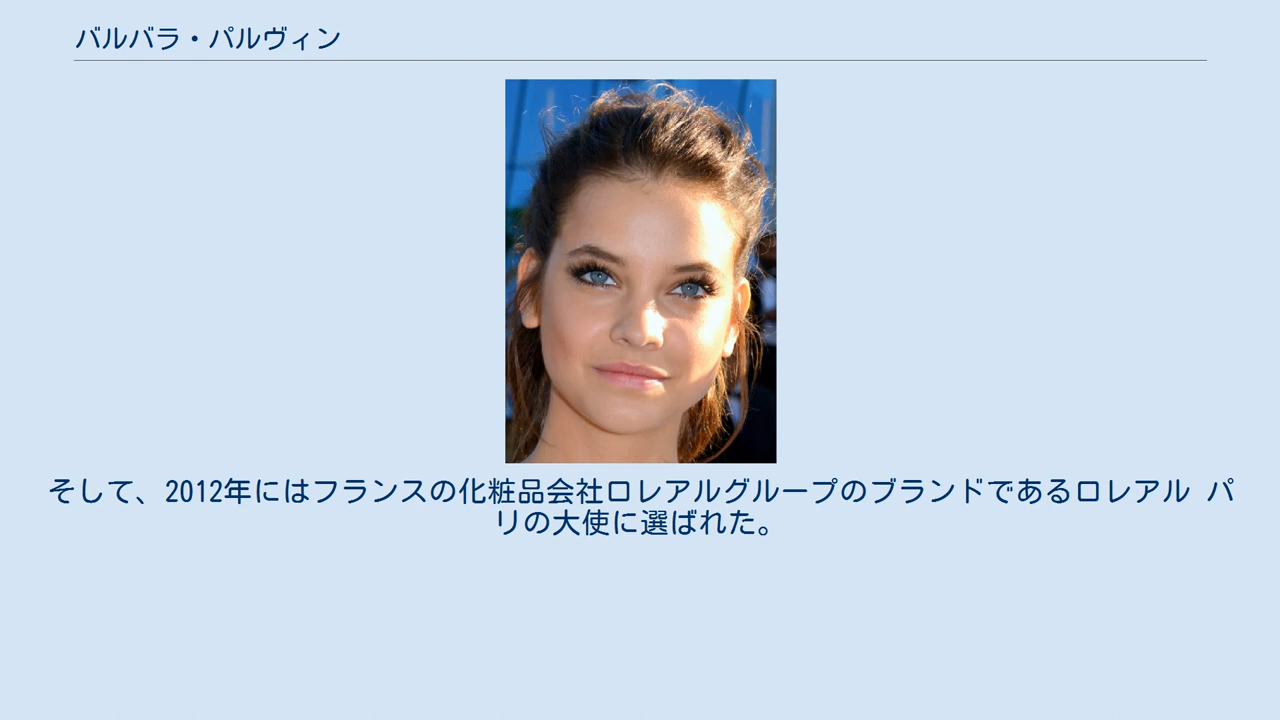 バルバラ・パルヴィン
そして、2012年にはフランスの化粧品会社ロレアルグループのブランドであるロレアル パ
リの大使に選ばれた。